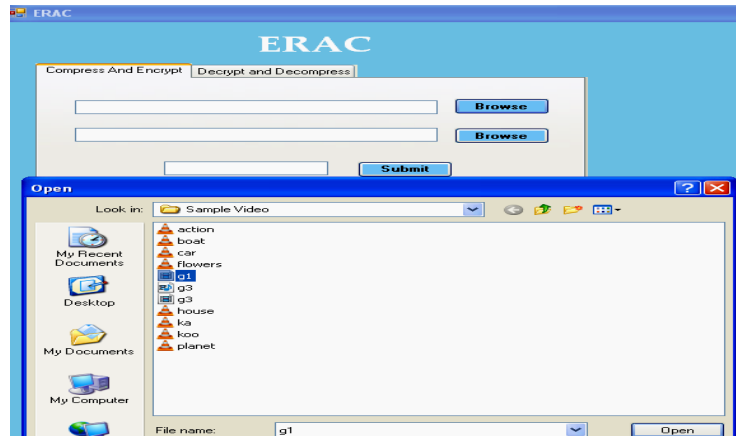 ERAC
ERAC
Compress And Encrypt Decrypt and Decompress
Browse
Browse
Submit
Open
Look in: Sample Video
My Recent
Documents
Desktop
My Documents
My Computer
action
boat
car
flowers
g1
g3
g3
house
ka
koo
planet
File name: g1 Open